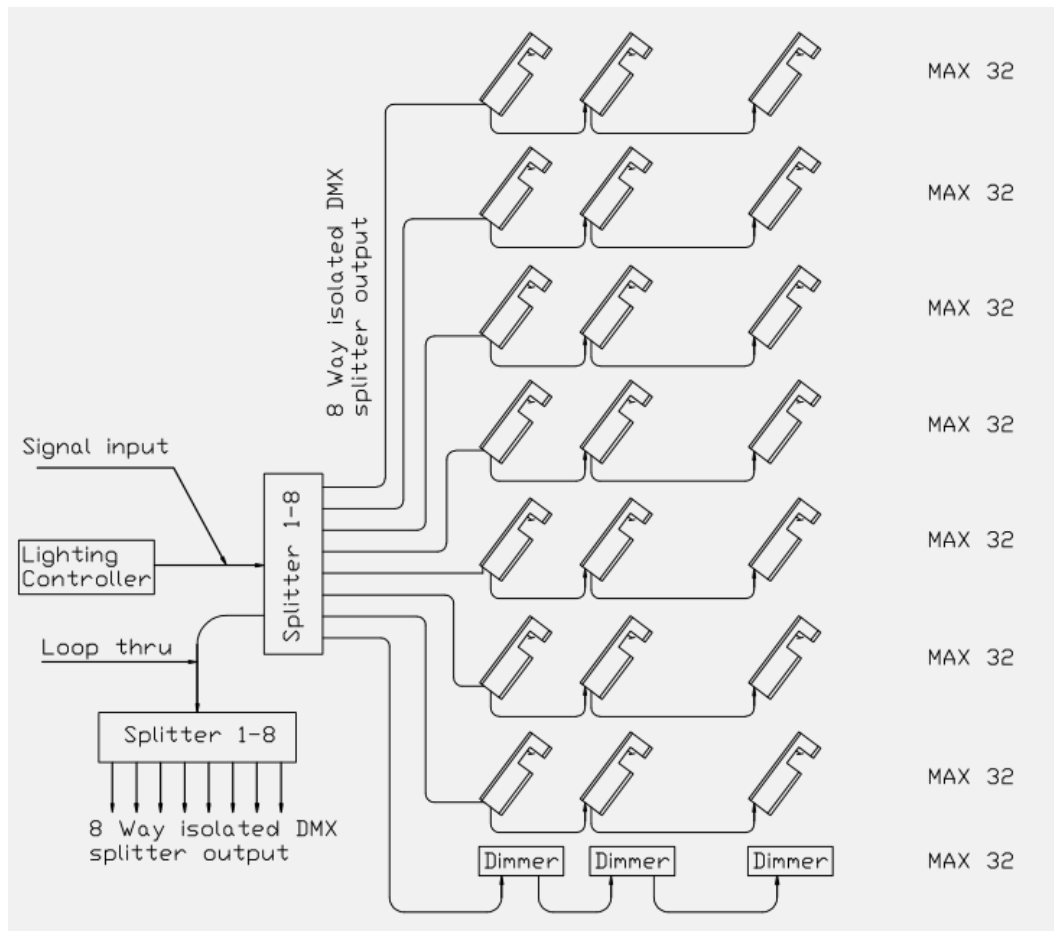 MAX 32
MAX 32
8 Way isolated DMX
splitter output
MAX 32
MAX 32
Signal input
Splitter 1-8
Lighting
Controller
MAX 32
Loop thru
MAX 32
Splitter 1-8
MAX 32
8 Way isolated DMX
splitter output
Dimmer
Dimmer
Dimmer
MAX 32